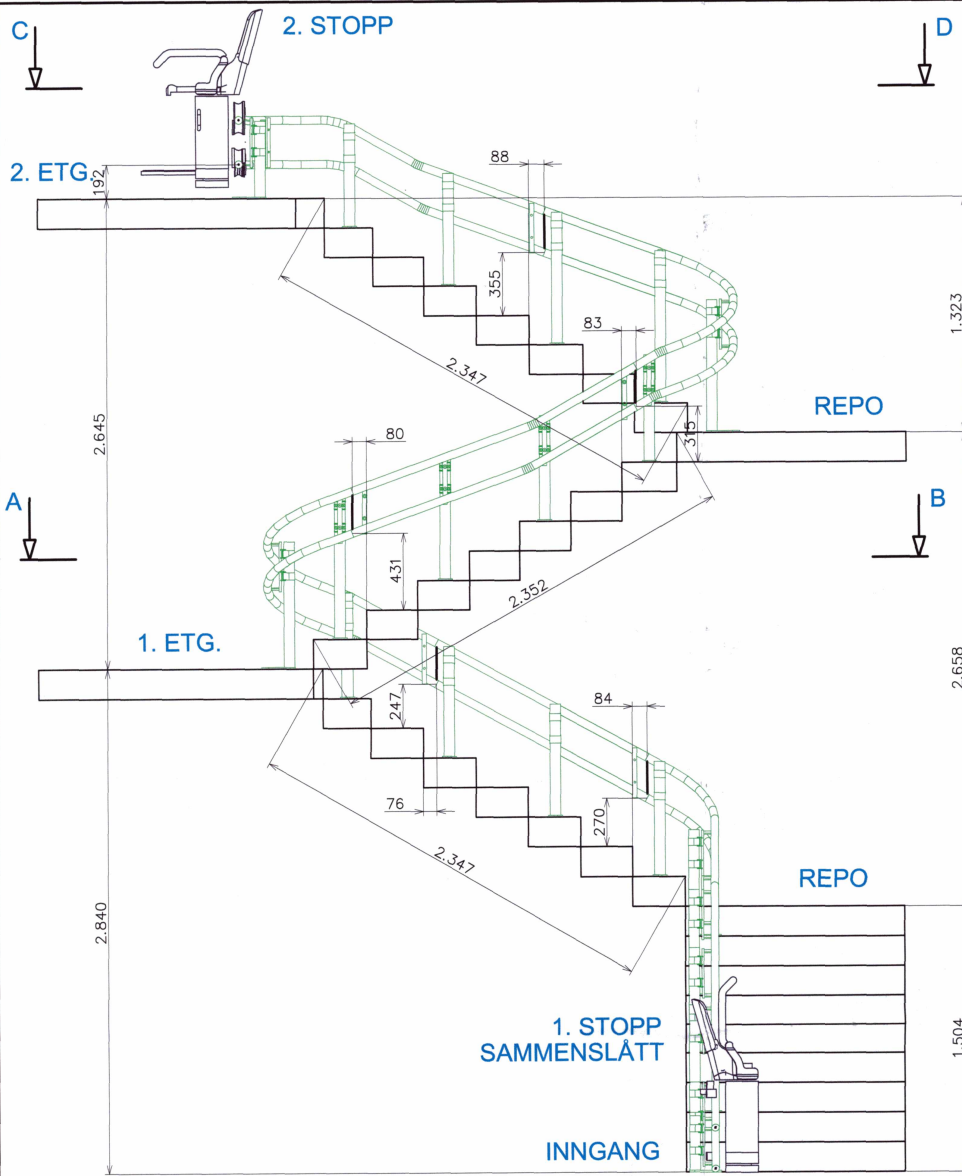 C
2. STOPP
D
2. ETG.
192
88
355
1.323
83
2.347
REPO
315
2.645
80
A
B
431
2.352
1. ETG.
2.658
247
84
76
270
2.347
REPO
2.840
1. STOPP
SAMMENSLÅTT
1.504
INNGANG